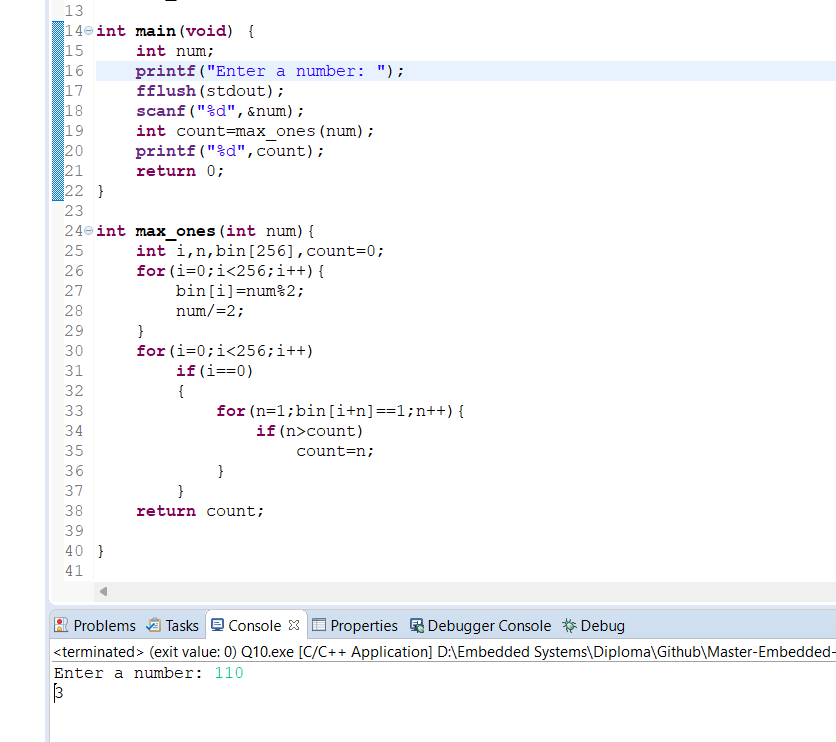 13
14 int main(void) {
15     int num;
16     printf("Enter a number: ");
17     fflush(stdout);
18     scanf("%d",&num);
19     int count=max_ones(num);
20     printf("%d",count);
21     return 0;
22 }
23
24 int max_ones(int num){
25     int i,n,bin[256],count=0;
26     for(i=0;i<256;i++){
27         bin[i]=num%2;
28         num/=2;
29     }
30     for(i=0;i<256;i++)
31         if(i==0)
32         {
33             for(n=1;bin[i+n]==1;n++){
34                 if(n>count)
35                     count=n;
36             }
37         }
38     return count;
39
40 }
41
Problems Tasks Console Properties Debugger Console Debug
<terminated> (exit value: 0) Q10.exe [C/C++ Application] D:\Embedded Systems\Diploma\Github\Master-Embedded-
Enter a number: 110
3